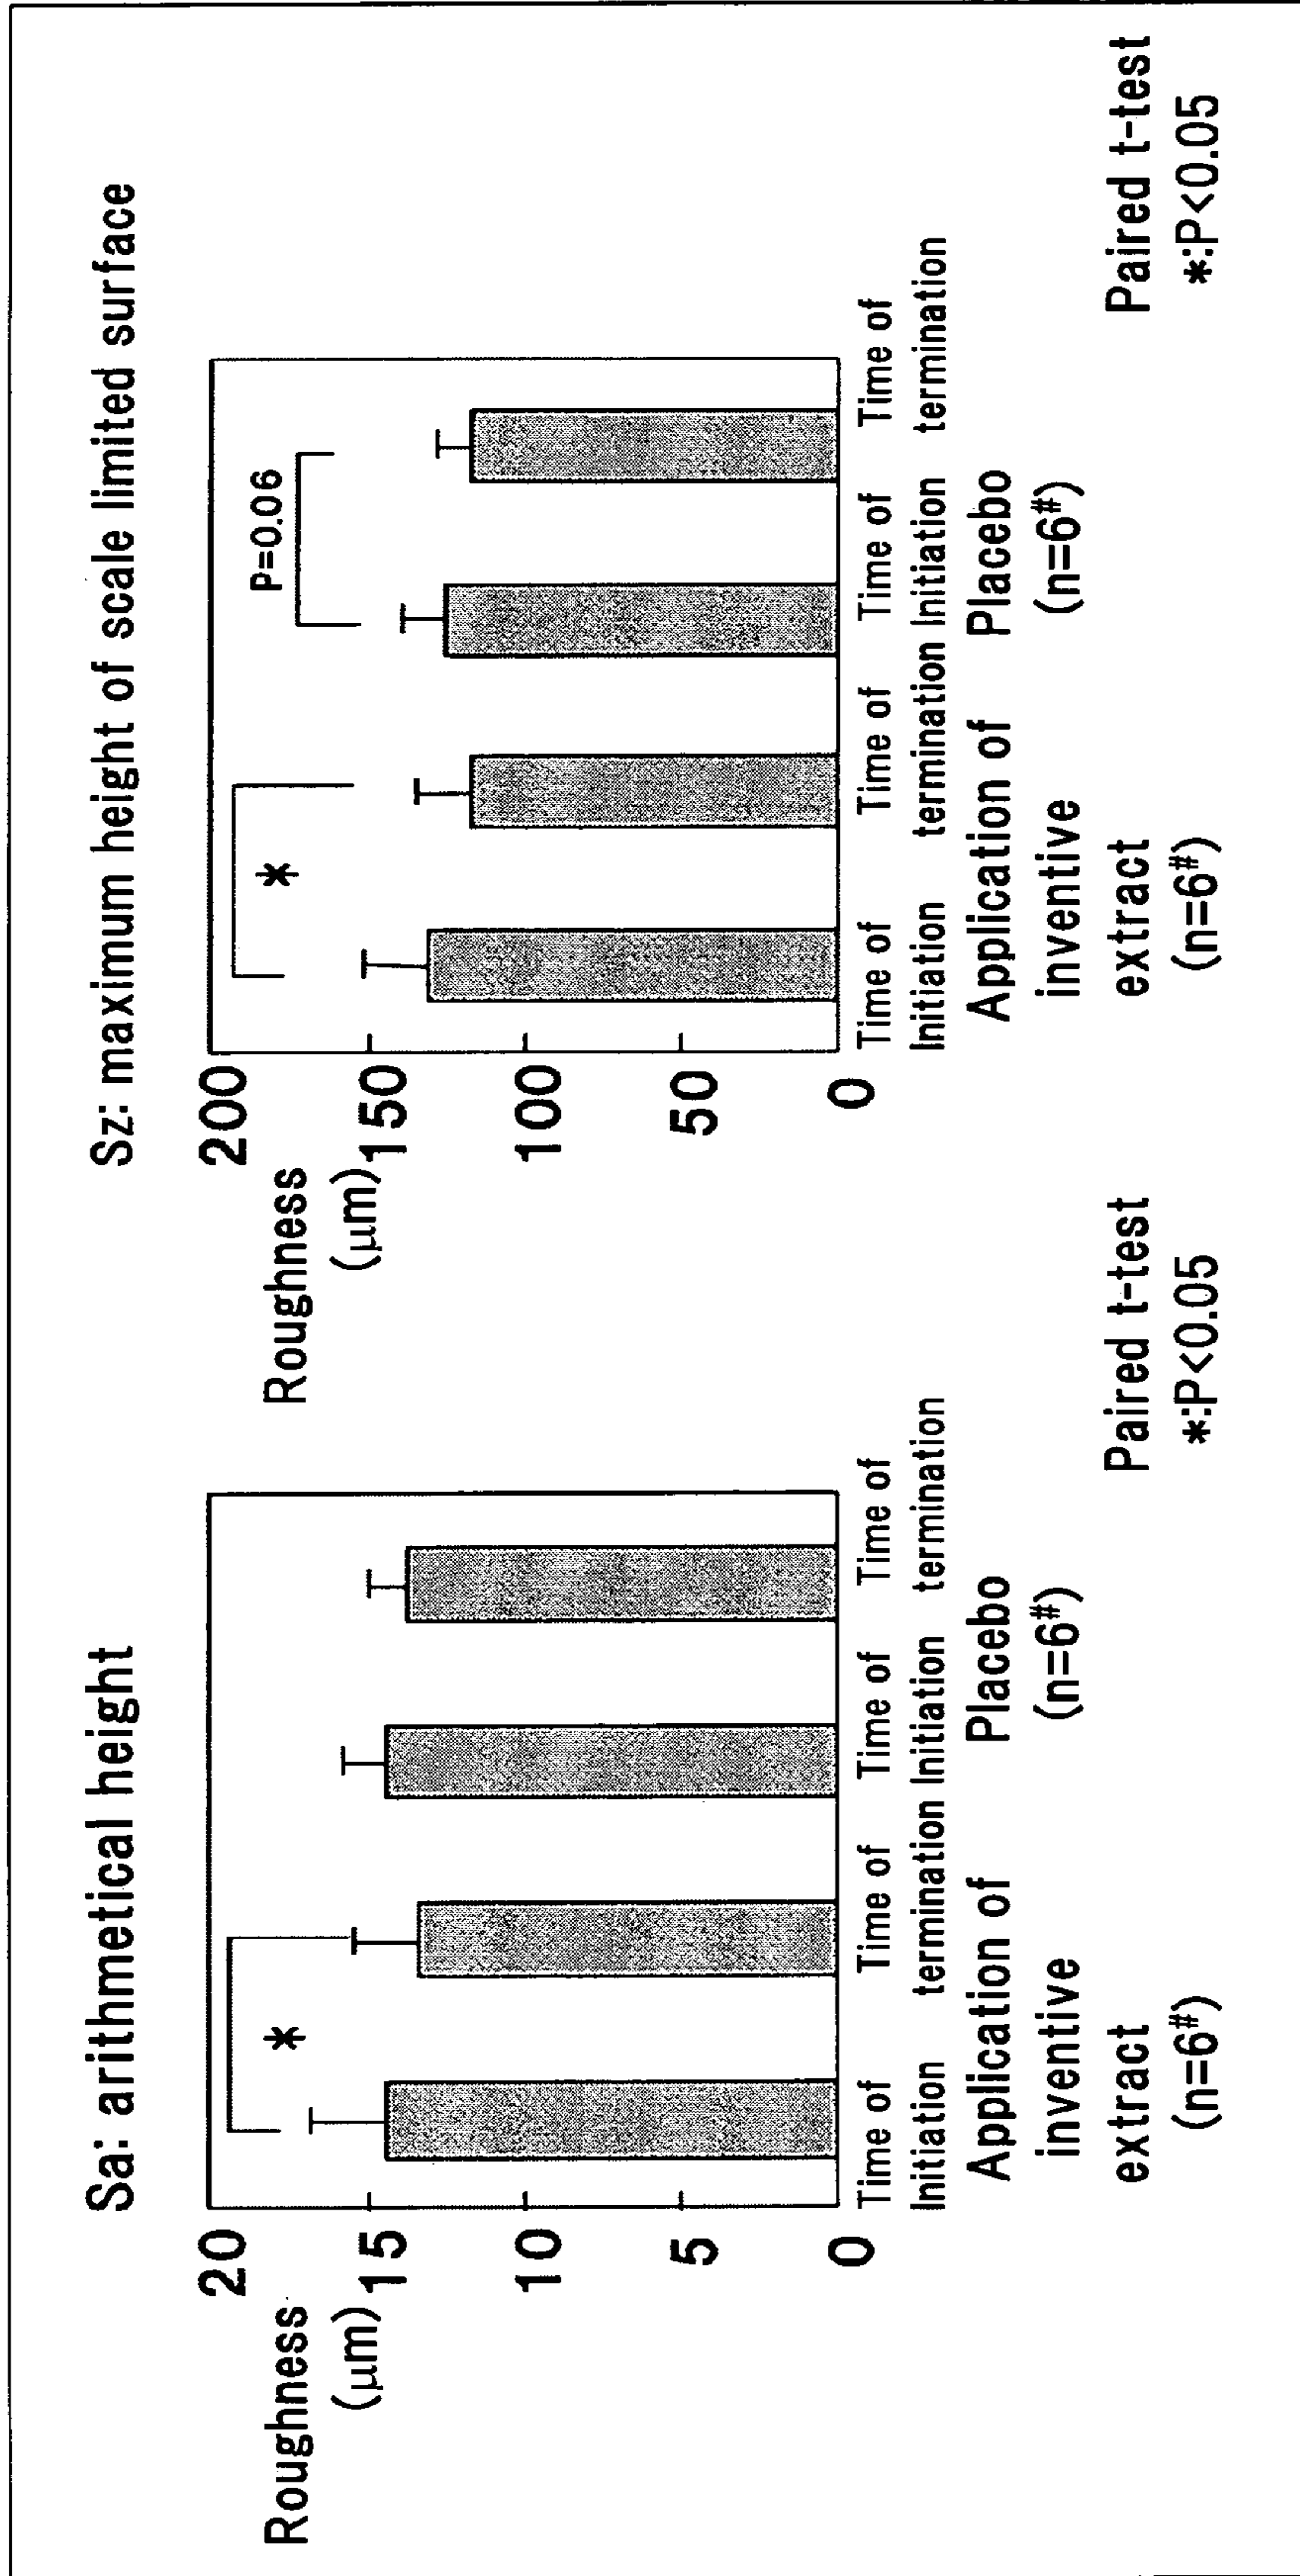 Sa: arithmetical height
Roughness
(μm)
20
15
10
5
0
*
Time of
Initiation
Time of
termination
Time of
Initiation
Time of
termination
Application of
inventive
extract
(n=6#)
Placebo
(n=6#)
Paired t-test
*:P<0.05
Sz: maximum height of scale limited surface
Roughness
(μm)
200
150
100
50
0
*
P=0.06
Time of
Initiation
Time of
termination
Time of
Initiation
Time of
termination
Application of
inventive
extract
(n=6#)
Placebo
(n=6#)
Paired t-test
*:P<0.05